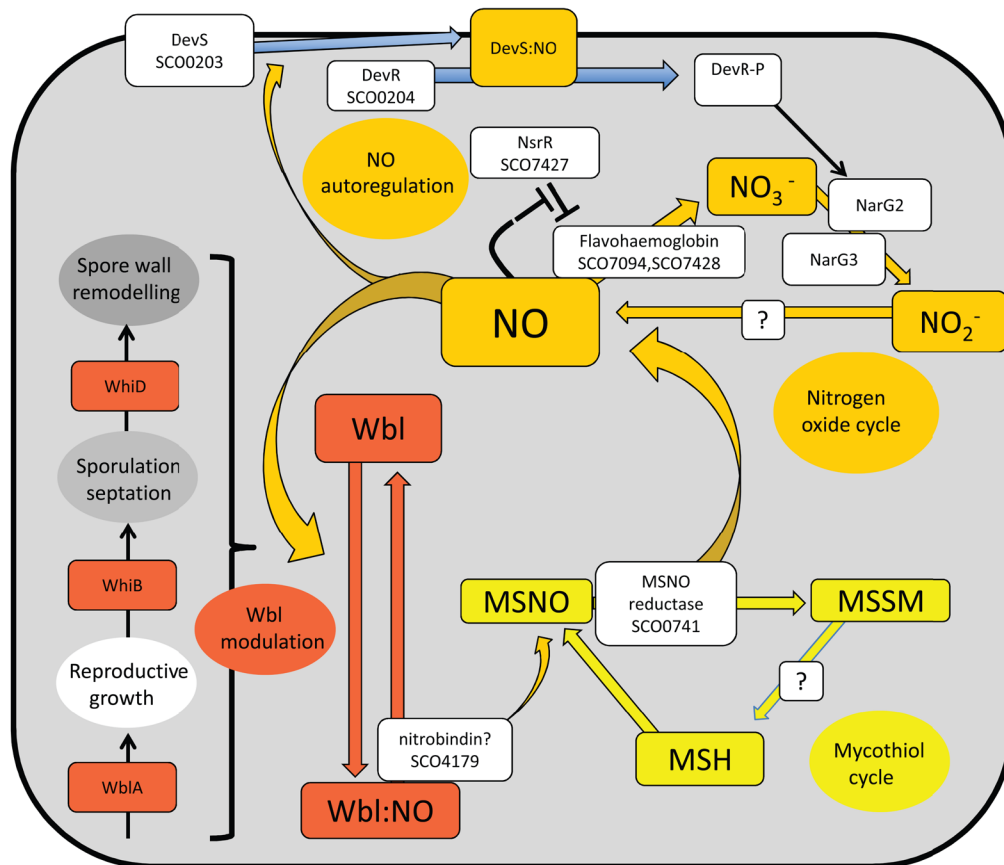 DevS
SCO0203
DevS:NO
DevR
SCO0204
DevR-P
NO
autoregulation
NsrR
SCO7427
NO3-
NarG2
Flavohaemoglobin
SCO7094,SCO7428
NarG3
Spore wall
remodelling
NO
?
NO2-
WhiD
Nitrogen
oxide cycle
Wbl
Sporulation
septation
WhiB
MSNO
MSNO
reductase
SCO0741
MSSM
Wbl
modulation
Reproductive
growth
?
nitrobindin?
SCO4179
MSH
Mycothiol
cycle
WblA
Wbl:NO